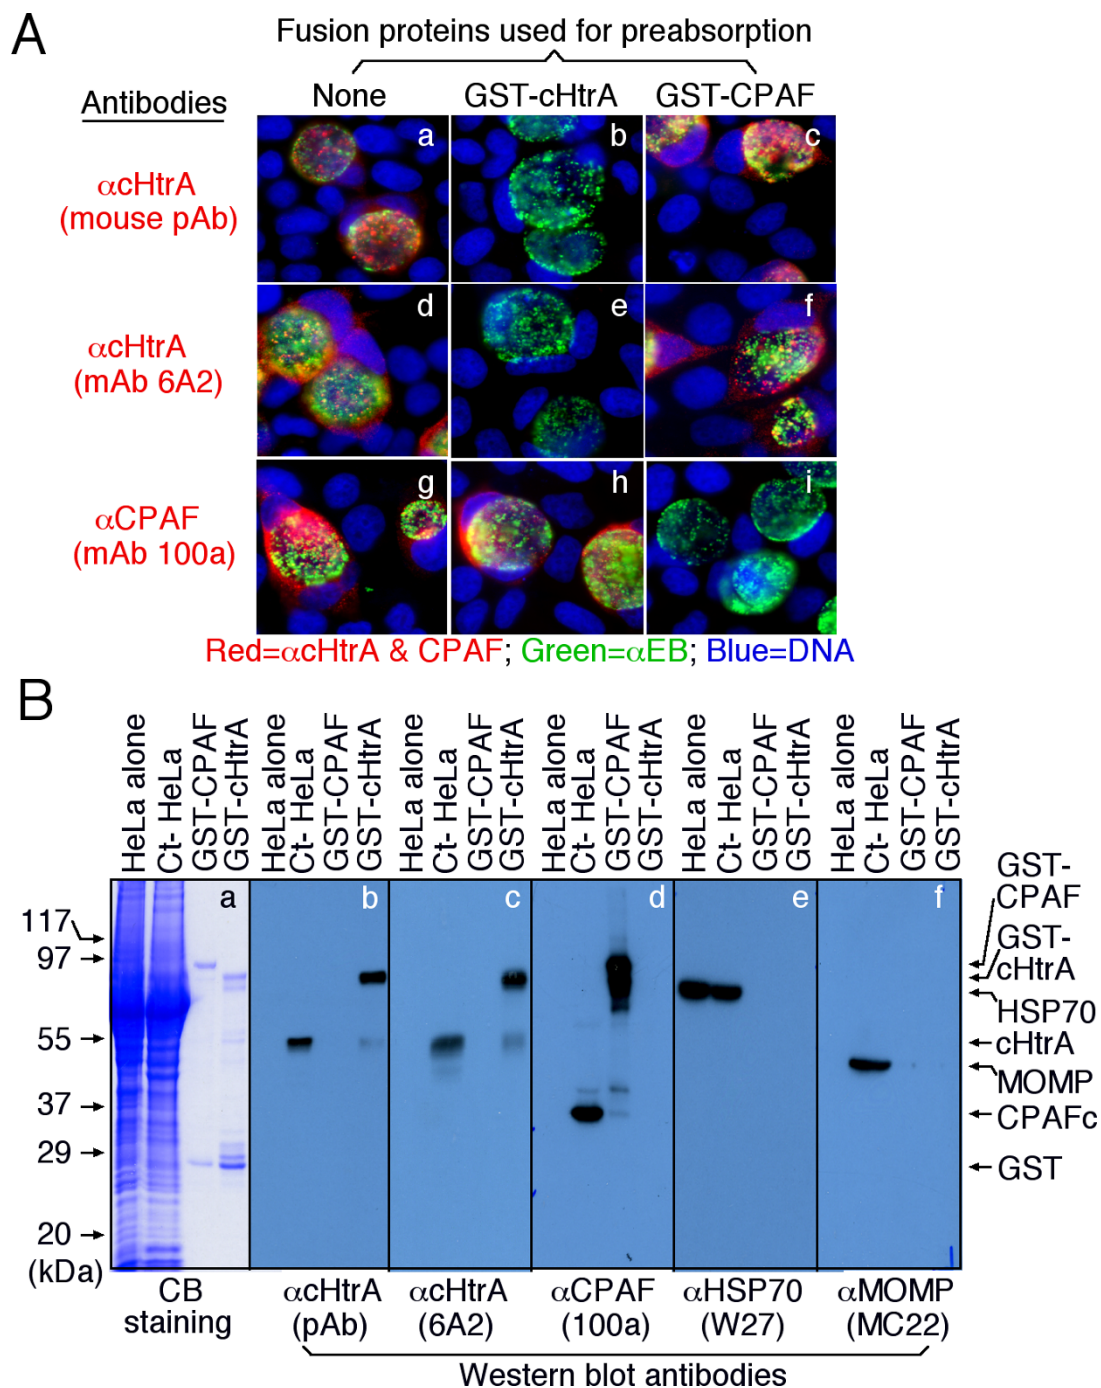 A
Fusion proteins used for preabsorption
Antibodies
None
GST-cHtrA
GST-CPAF
αcHtrA
(mouse pAb)
a
b
c
αcHtrA
(mAb 6A2)
d
e
f
αCPAF
(mAb 100a)
g
h
i
Red=αcHtrA & CPAF; Green=αEB; Blue=DNA
B
HeLa alone
Ct- HeLa
GST-CPAF
GST-cHtrA
HeLa alone
Ct- HeLa
GST-CPAF
GST-cHtrA
HeLa alone
Ct- HeLa
GST-CPAF
GST-cHtrA
HeLa alone
Ct- HeLa
GST-CPAF
GST-cHtrA
HeLa alone
Ct- HeLa
GST-CPAF
GST-cHtrA
HeLa alone
Ct- HeLa
GST-CPAF
GST-cHtrA
a
b
c
d
e
f
117
97
55
37
29
20
(kDa)
GST-
CPAF
GST-
cHtrA
HSP70
cHtrA
MOMP
CPAFc
GST
CB
staining
αcHtrA
(pAb)
αcHtrA
(6A2)
αCPAF
(100a)
αHSP70
(W27)
αMOMP
(MC22)
Western blot antibodies